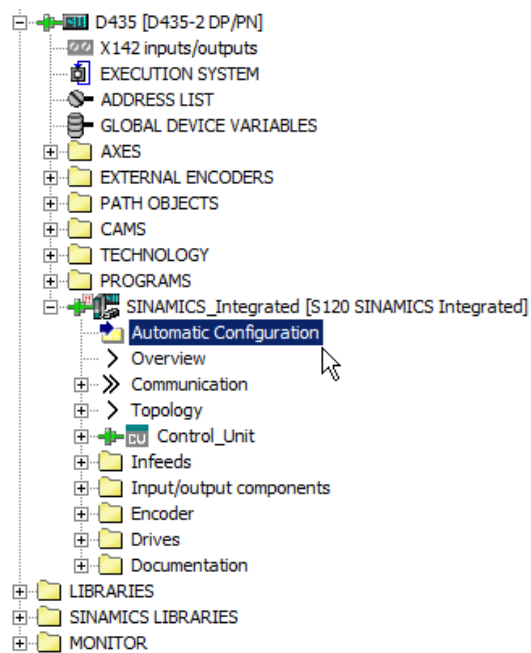 D435 [D435-2 DP/PN]
X142 inputs/outputs
EXECUTION SYSTEM
ADDRESS LIST
GLOBAL DEVICE VARIABLES
AXES
EXTERNAL ENCODERS
PATH OBJECTS
CAMS
TECHNOLOGY
PROGRAMS
SINAMICS_Integrated [S120 SINAMICS Integrated]
Automatic Configuration
Overview
Communication
Topology
CU Control_Unit
Infeeds
Input/output components
Encoder
Drives
Documentation
LIBRARIES
SINAMICS LIBRARIES
MONITOR